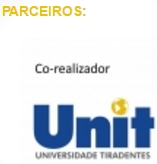 PARCEIROS:
Co-realizador
Unit
UNIVERSIDADE TIRADENTES